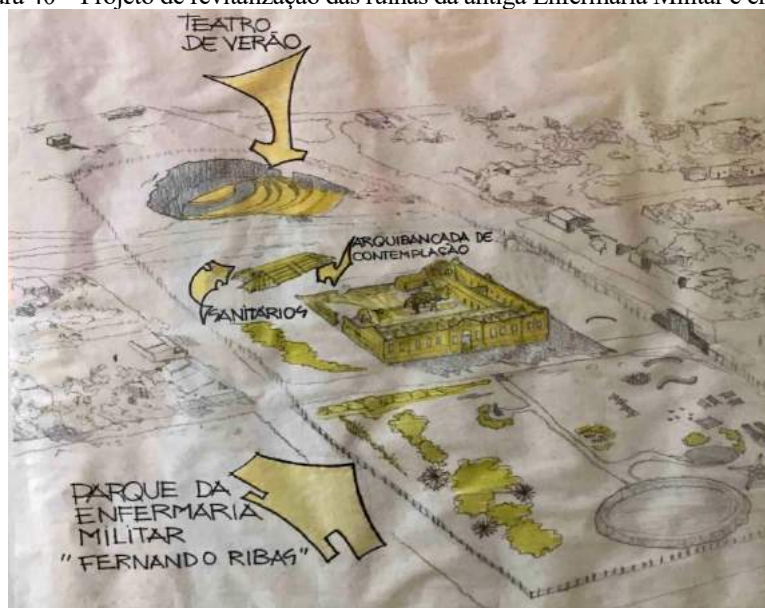 40 – Projeto de revitalização das ruínas da antiga Enfermaria Militar e
TEATRO
DE VERÃO
ARQUIBANCADA DE
CONTEMPLAÇÃO
SANITÁRIOS
PARQUE DA
ENFERMARIA
MILITAR
"FERNANDO RIBAS"